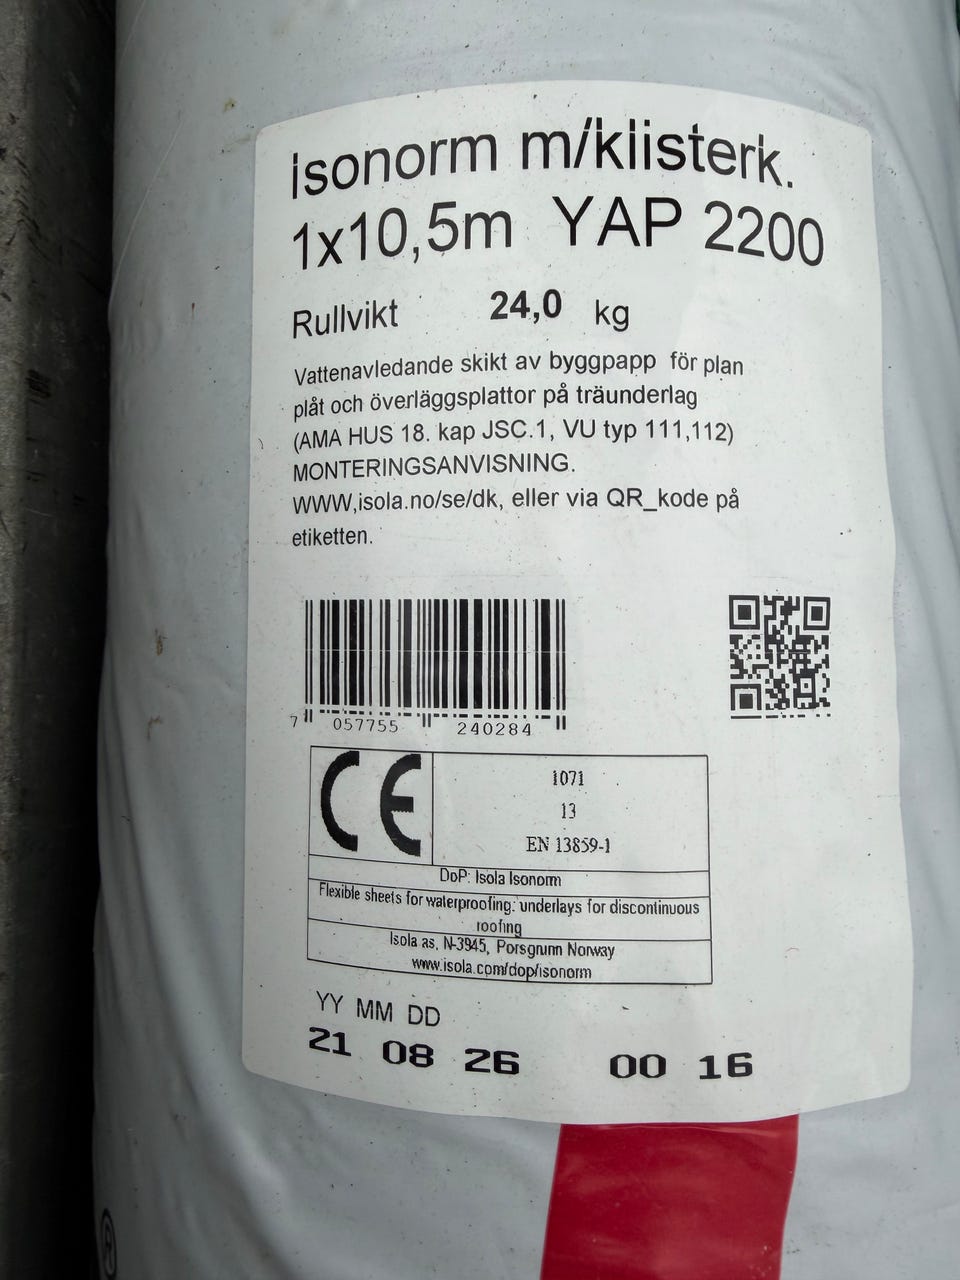 isonorm m/klisterk.
1x10,5m YAP 2200
Rullvikt 24,0 kg
Vattenavledande skikt av byggpapp för plan
plåt och överläggsplattor på träunderlag
(AMA HUS 18. kap JSC.1, VU typ 111,112)
MONTERINGSANVISNING.
WWW,isola.no/se/dk, eller via QR_kode på
etiketten.
7 057755 240284
CE
1071
13
EN 13859-1
DoP: Isola Isonorm
Flexible sheets for waterproofing: underlays for discontinuous
roofing
Isola as, N-3945, Porsgrunn Norway
www.isola.com/dop/isonorm
YY MM DD
21 08 26 00 16
®